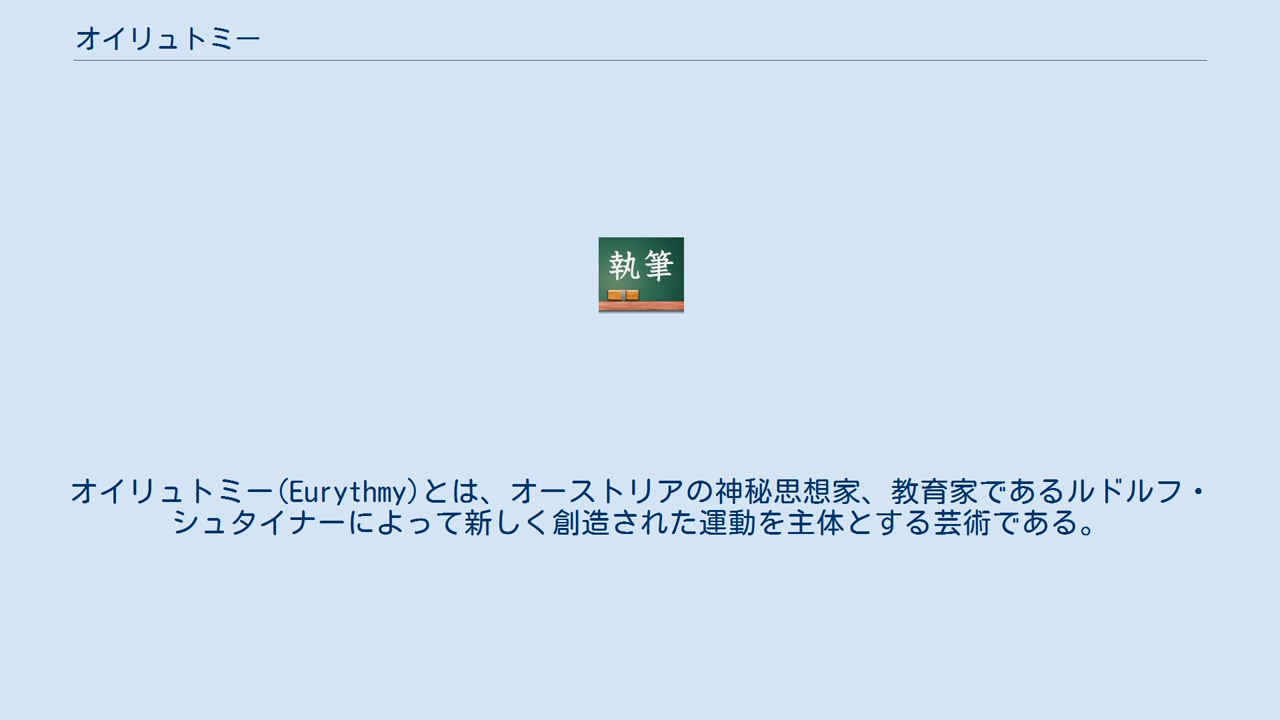 オイリュトミー
執筆
オイリュトミー(Eurythmy)とは、オーストリアの神秘思想家、教育家であるルドルフ・
シュタイナーによって新しく創造された運動を主体とする芸術である。